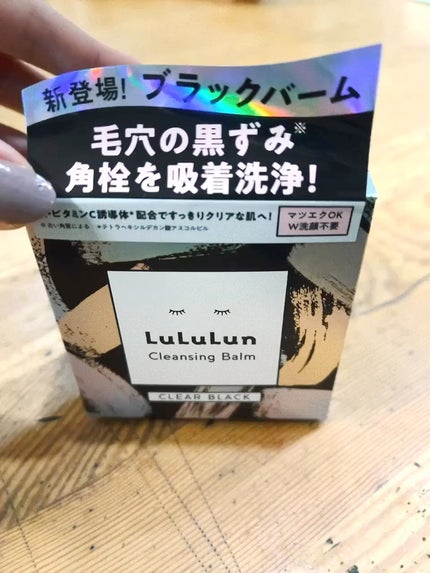 新登場! ブラックバーム
毛穴の黒ずみ※
角栓を吸着洗浄!
ビタミンC誘導体*配合ですっきりクリアな肌へ!
※古い角質による *テトラヘキシルデカン酸アスコルビル
マツエクOK
W洗顔不要
LuLuLun
Cleansing Balm
CLEAR BLACK